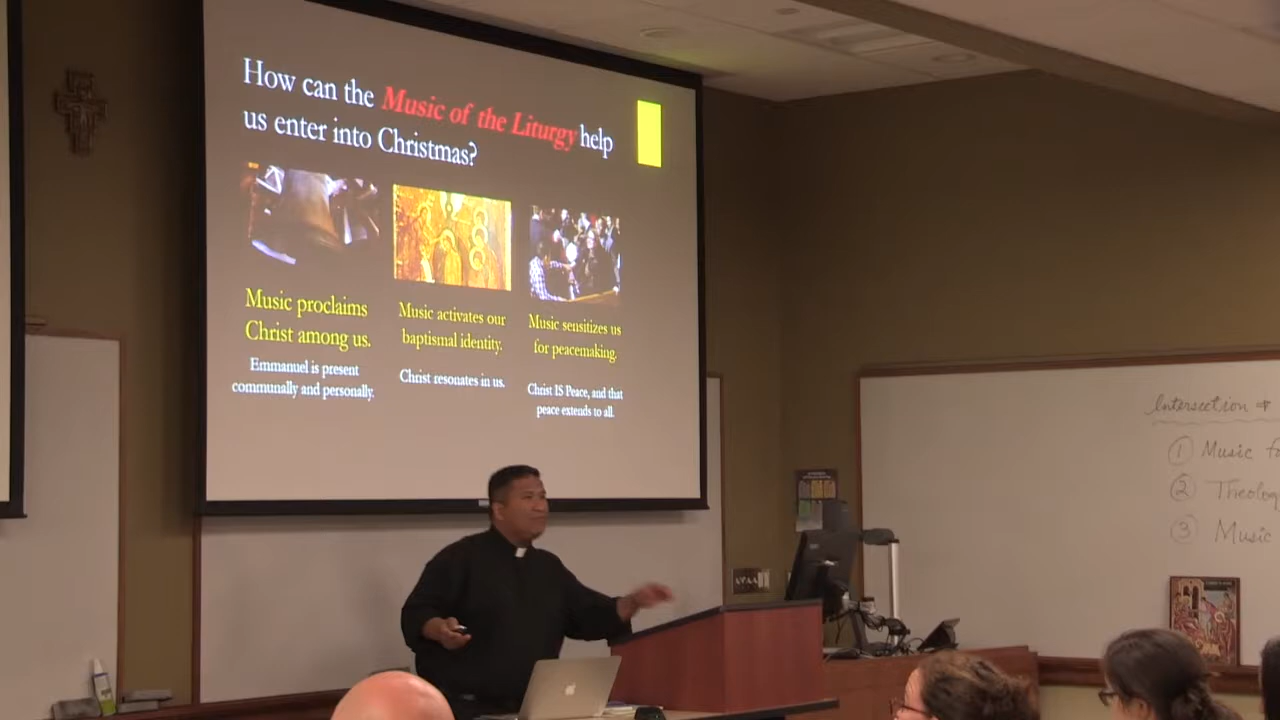 How can the Music of the Liturgy help
us enter into Christmas?
Music proclaims
Christ among us.
Emmanuel is present
communally and personally.
Music activates our
baptismal identity.
Christ resonates in us.
Music sensitizes us
for peacemaking.
Christ IS Peace, and that
peace extends to all.
Intersection
1 Music
2 Theolog
3 Music